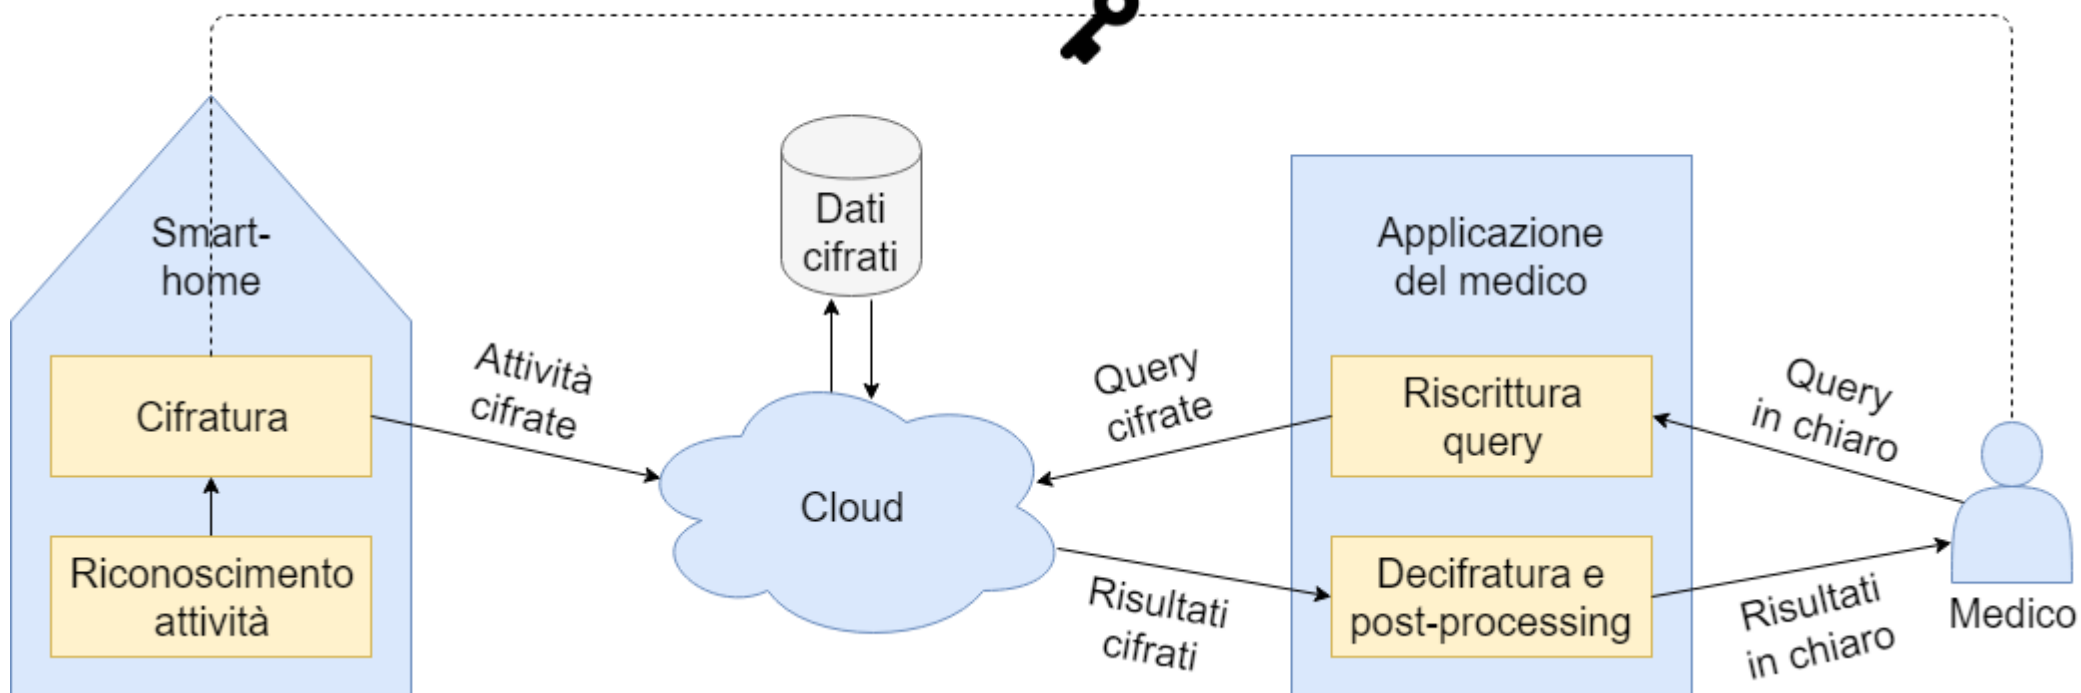 Smart-
home
Cifratura
Riconoscimento
attività
Attività
cifrate
Dati
cifrati
Cloud
Query
cifrate
Risultati
cifrati
Applicazione
del medico
Riscrittura
query
Decifratura e
post-processing
Query
in chiaro
Risultati
in chiaro
Medico